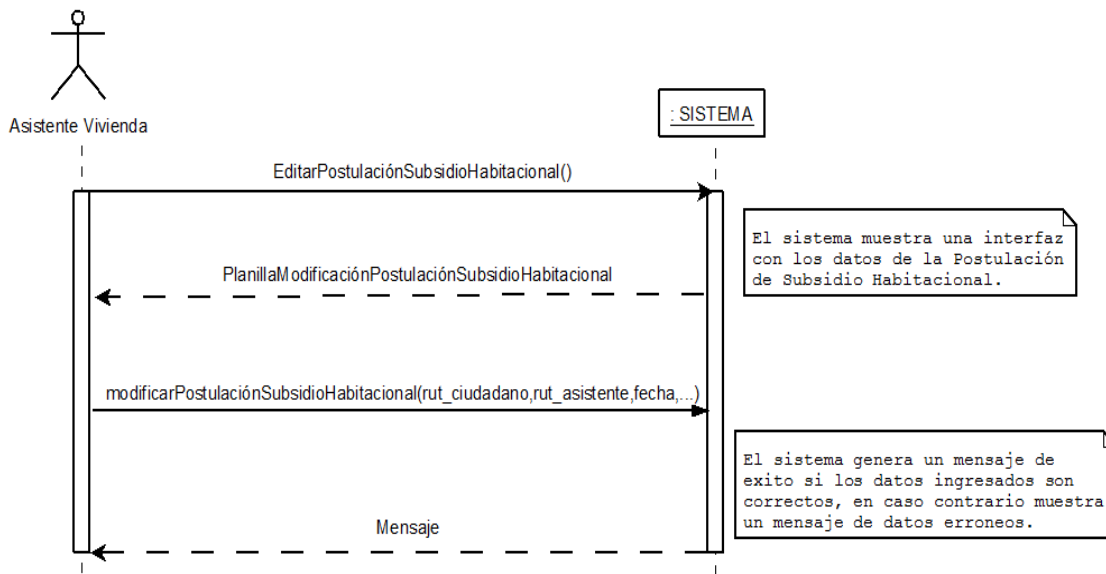 Asistente Vivienda
: SISTEMA
EditarPostulaciónSubsidioHabitacional()
El sistema muestra una interfaz
con los datos de la Postulación
de Subsidio Habitacional.
PlanillaModificaciónPostulaciónSubsidioHabitacional
modificarPostulaciónSubsidioHabitacional(rut_ciudadano,rut_asistente,fecha,...)
El sistema genera un mensaje de
exito si los datos ingresados son
correctos, en caso contrario muestra
un mensaje de datos erroneos.
Mensaje